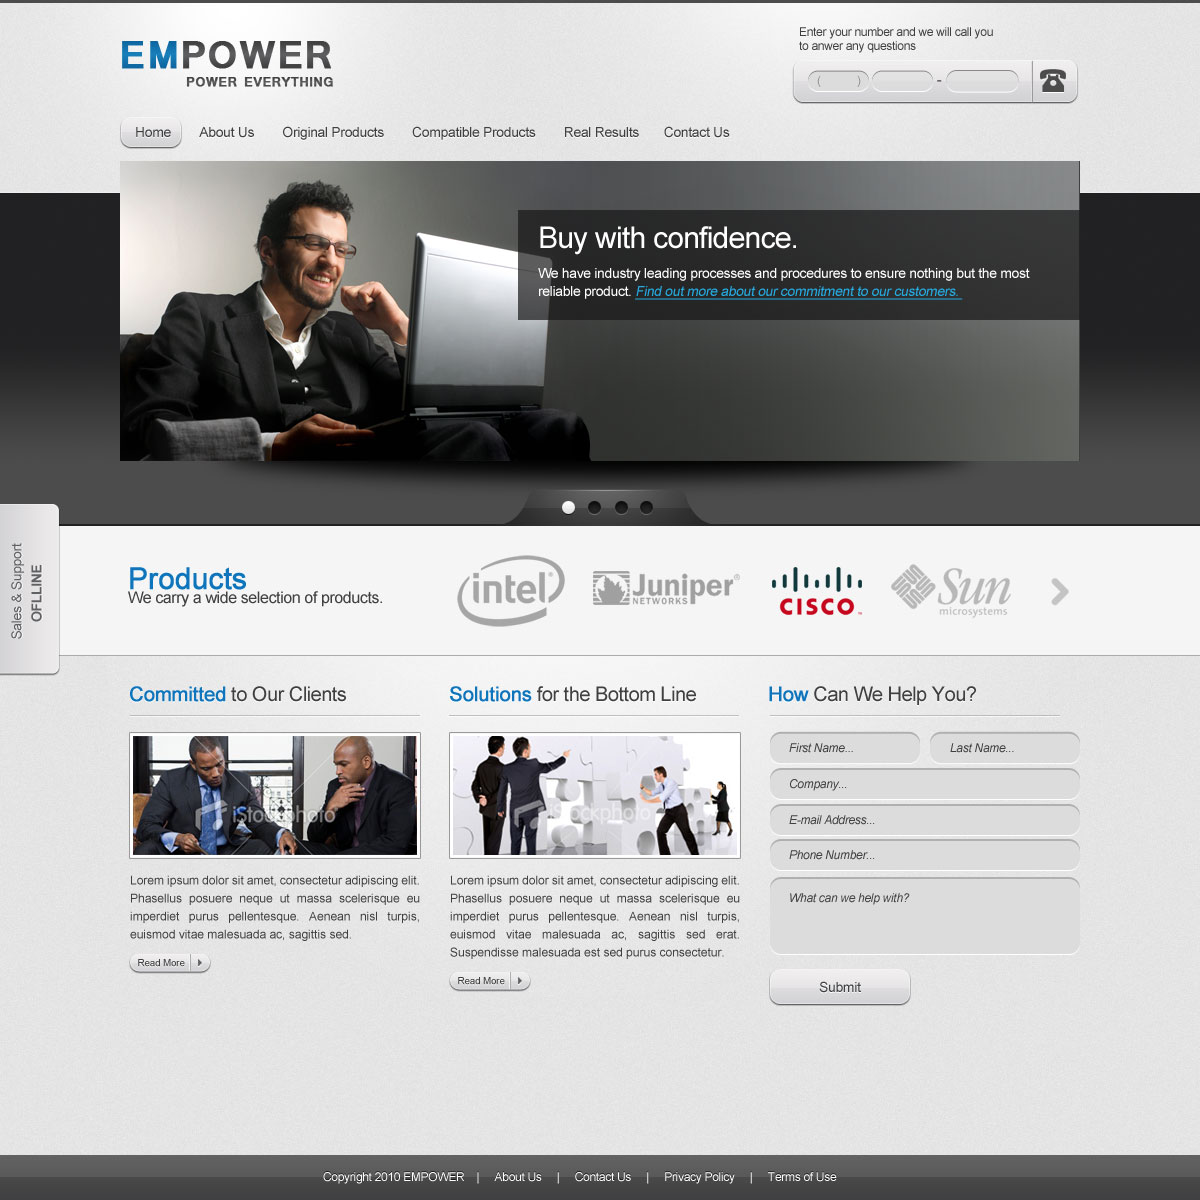 EMPOWER
POWER EVERYTHING
Enter your number and we will call you
to anwer any questions
( ) -
Home About Us Original Products Compatible Products Real Results Contact Us
Buy with confidence.
We have industry leading processes and procedures to ensure nothing but the most
reliable product. Find out more about our commitment to our customers.
Sales & Support
OFLLINE
Products
We carry a wide selection of products.
intel®
Juniper®
NETWORKS
CISCO™
Sun
microsystems
Committed to Our Clients
iStockphoto
Lorem ipsum dolor sit amet, consectetur adipiscing elit.
Phasellus posuere neque ut massa scelerisque eu
imperdiet purus pellentesque. Aenean nisl turpis,
euismod vitae malesuada ac, sagittis sed.
Read More
Solutions for the Bottom Line
iStockphoto
Lorem ipsum dolor sit amet, consectetur adipiscing elit.
Phasellus posuere neque ut massa scelerisque eu
imperdiet purus pellentesque. Aenean nisl turpis,
euismod vitae malesuada ac, sagittis sed erat.
Suspendisse malesuada est sed purus consectetur.
Read More
How Can We Help You?
First Name... Last Name...
Company...
E-mail Address...
Phone Number...
What can we help with?
Submit
Copyright 2010 EMPOWER | About Us | Contact Us | Privacy Policy | Terms of Use